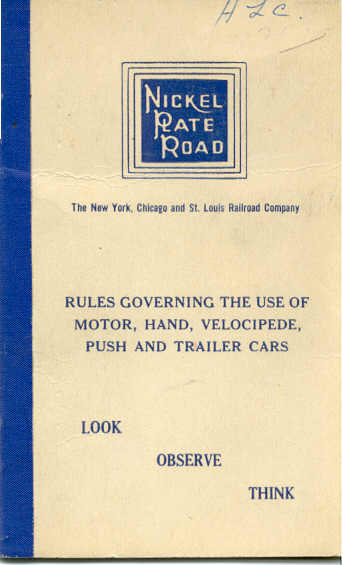 HLC.
NICKEL
PLATE
ROAD
The New York, Chicago and St. Louis Railroad Company
RULES GOVERNING THE USE OF
MOTOR, HAND, VELOCIPEDE,
PUSH AND TRAILER CARS
LOOK
OBSERVE
THINK